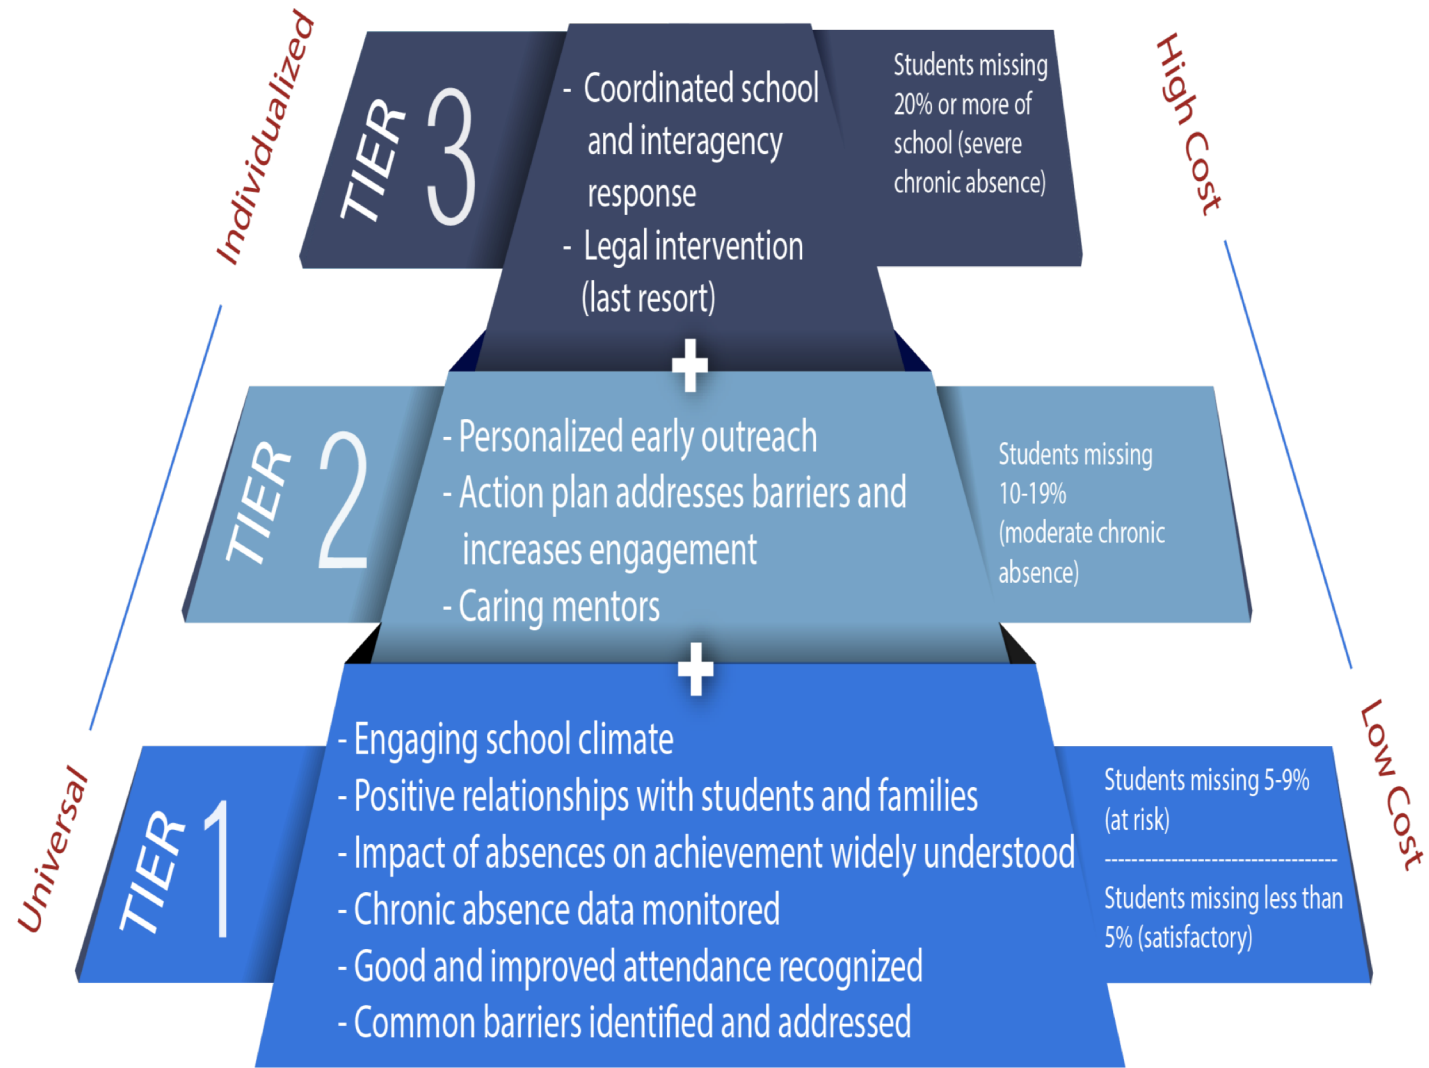 Individualized
TIER 3
- Coordinated school
and interagency
response
- Legal intervention
(last resort)
Students missing
20% or more of
school (severe
chronic absence)
High Cost
+
TIER 2
- Personalized early outreach
- Action plan addresses barriers and
increases engagement
- Caring mentors
Students missing
10-19%
(moderate chronic
absence)
+
Universal
TIER 1
- Engaging school climate
- Positive relationships with students and families
- Impact of absences on achievement widely understood
- Chronic absence data monitored
- Good and improved attendance recognized
- Common barriers identified and addressed
Students missing 5-9%
(at risk)
-----------------------------------
Students missing less than
5% (satisfactory)
Low Cost